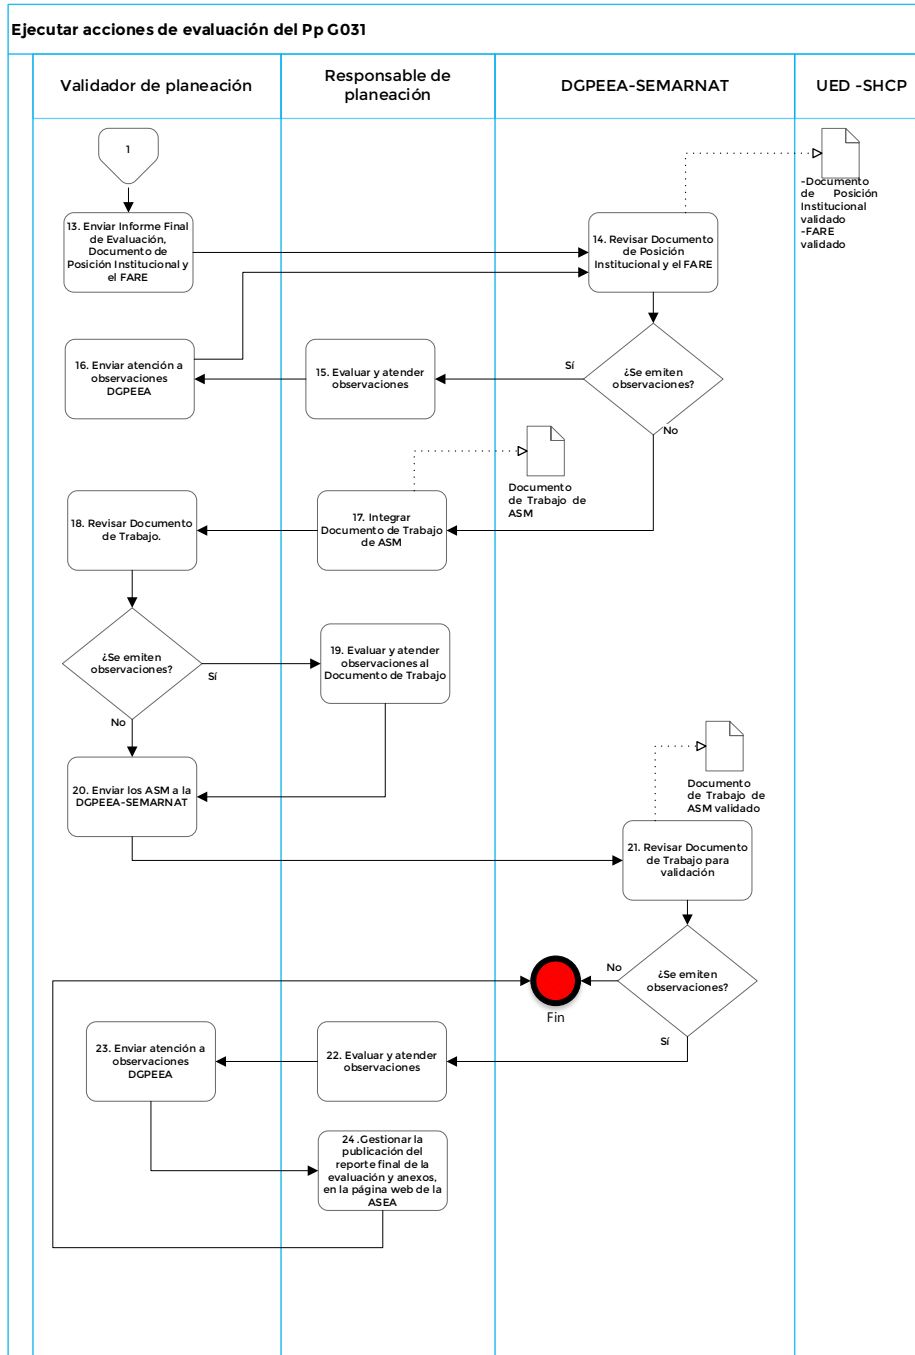 Ejecutar acciones de evaluación del Pp G031
Validador de planeación
Responsable de
planeación
DGPEEA-SEMARNAT
UED -SHCP
1
-Documento
de Posición
Institucional
validado
-FARE
validado
13. Enviar Informe Final
de Evaluación,
Documento de
Posición Institucional y
el FARE
14. Revisar Documento
de Posición
Institucional y el FARE
16. Enviar atención a
observaciones
DGPEEA
15. Evaluar y atender
observaciones
Sí
¿Se emiten
observaciones?
No
Documento
de Trabajo de
ASM
18. Revisar Documento
de Trabajo.
17. Integrar
Documento de Trabajo
de ASM
¿Se emiten
observaciones?
Sí
No
19. Evaluar y atender
observaciones al
Documento de Trabajo
20. Enviar los ASM a la
DGPEEA-SEMARNAT
Documento
de Trabajo de
ASM validado
21. Revisar Documento
de Trabajo para
validación
No
¿Se emiten
observaciones?
Fin
Sí
23. Enviar atención a
observaciones
DGPEEA
22. Evaluar y atender
observaciones
24 .Gestionar la
publicación del
reporte final de la
evaluación y anexos,
en la página web de la
ASEA